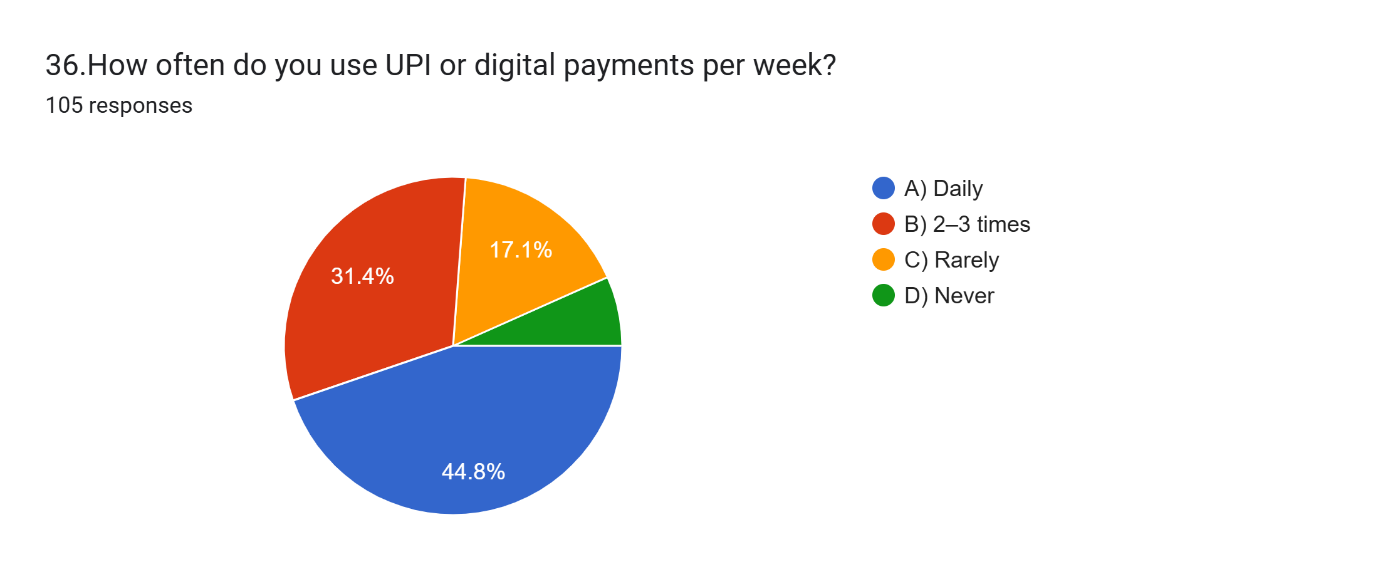 36.How often do you use UPI or digital payments per week?
105 responses
A) Daily
B) 2–3 times
C) Rarely
D) Never
17.1%
31.4%
44.8%